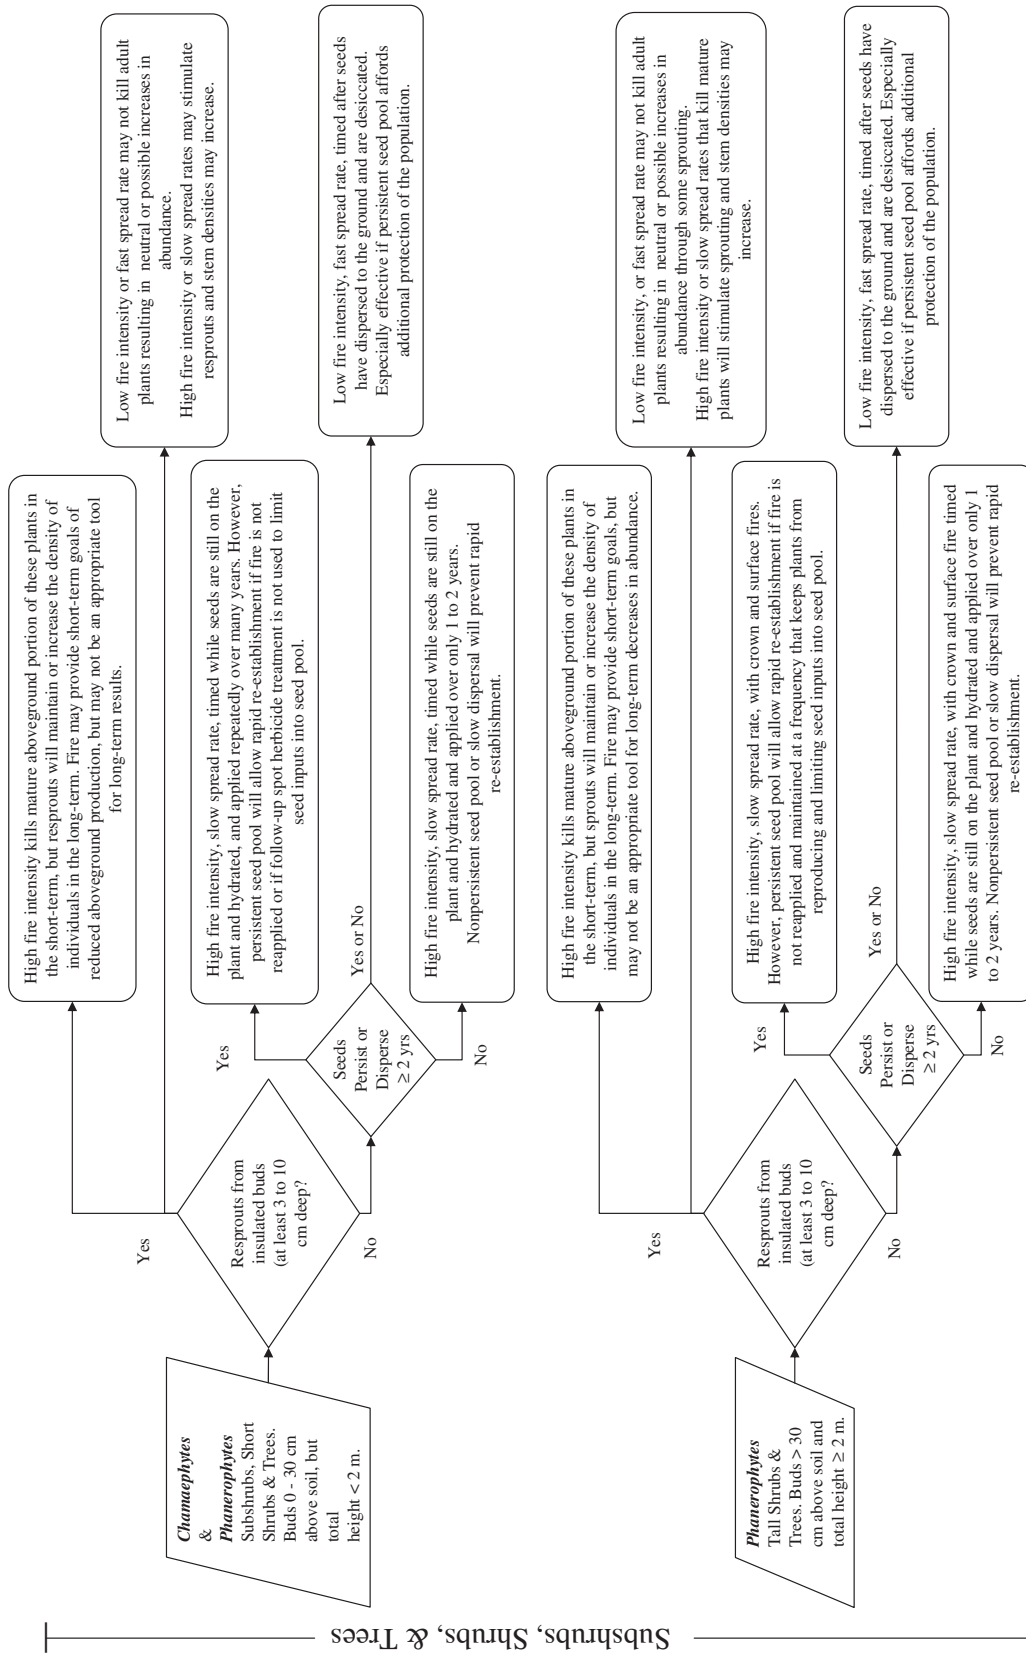 Subshrubs, Shrubs, & Trees
Chamaephytes
&
Phanerophytes
Subshrubs, Short
Shrubs & Trees.
Buds 0 - 30 cm
above soil, but
total
height < 2 m.
Resprouts from
insulated buds
(at least 3 to 10
cm deep?
Yes
No
High fire intensity kills mature aboveground portion of these plants in
the short-term, but resprouts will maintain or increase the density of
individuals in the long-term. Fire may provide short-term goals of
reduced aboveground production, but may not be an appropriate tool
for long-term results.
Low fire intensity or fast spread rate may not kill adult
plants resulting in neutral or possible increases in
abundance.
High fire intensity or slow spread rates may stimulate
resprouts and stem densities may increase.
Seeds
Persist or
Disperse
≥ 2 yrs
Yes
Yes or No
No
High fire intensity, slow spread rate, timed while seeds are still on the
plant and hydrated, and applied repeatedly over many years. However,
persistent seed pool will allow rapid re-establishment if fire is not
reapplied or if follow-up spot herbicide treatment is not used to limit
seed inputs into seed pool.
Low fire intensity, fast spread rate, timed after seeds
have dispersed to the ground and are desiccated.
Especially effective if persistent seed pool affords
additional protection of the population.
High fire intensity, slow spread rate, timed while seeds are still on the
plant and hydrated and applied over only 1 to 2 years.
Nonpersistent seed pool or slow dispersal will prevent rapid
re-establishment.
Phanerophytes
Tall Shrubs &
Trees. Buds > 30
cm above soil and
total height ≥ 2 m.
Resprouts from
insulated buds
(at least 3 to 10
cm deep?
Yes
No
High fire intensity kills mature aboveground portion of these plants in
the short-term, but sprouts will maintain or increase the density of
individuals in the long-term. Fire may provide short-term goals, but
may not be an appropriate tool for long-term decreases in abundance.
Low fire intensity, or fast spread rate may not kill adult
plants resulting in neutral or possible increases in
abundance through some sprouting.
High fire intensity or slow spread rates that kill mature
plants will stimulate sprouting and stem densities may
increase.
Seeds
Persist or
Disperse
≥ 2 yrs
Yes
Yes or No
No
High fire intensity, slow spread rate, with crown and surface fires.
However, persistent seed pool will allow rapid re-establishment if fire is
not reapplied and maintained at a frequency that keeps plants from
reproducing and limiting seed inputs into seed pool.
Low fire intensity, fast spread rate, timed after seeds have
dispersed to the ground and are desiccated. Especially
effective if persistent seed pool affords additional
protection of the population.
High fire intensity, slow spread rate, with crown and surface fire timed
while seeds are still on the plant and hydrated and applied over only 1
to 2 years. Nonpersistent seed pool or slow dispersal will prevent rapid
re-establishment.